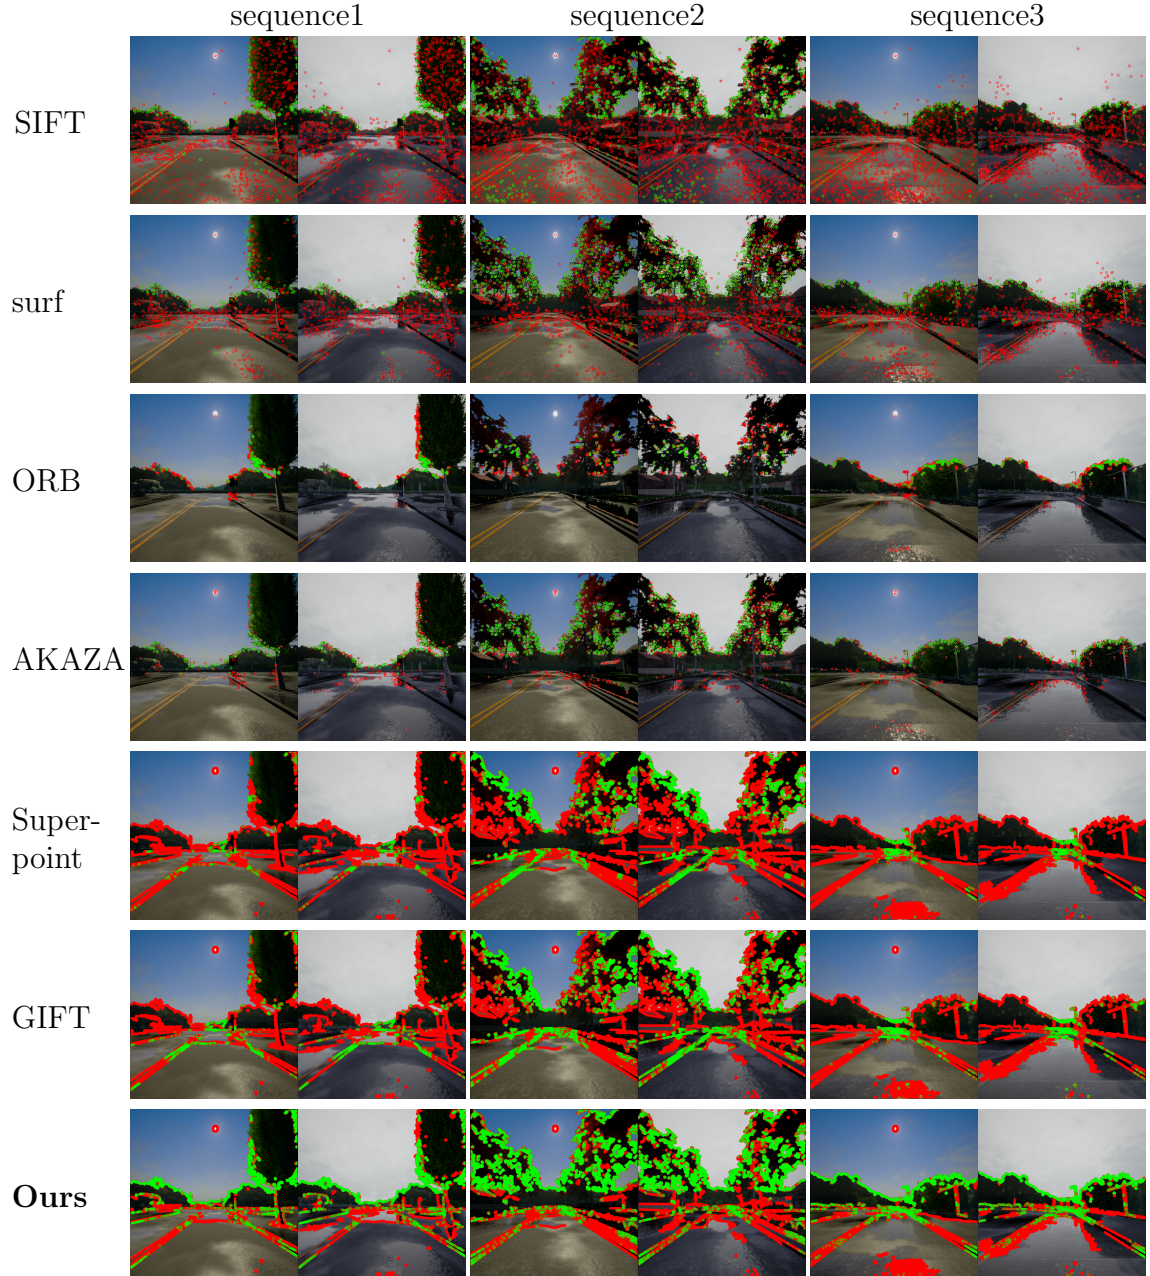 sequence1 sequence2 sequence3
SIFT
surf
ORB
AKAZA
Super-
point
GIFT
Ours